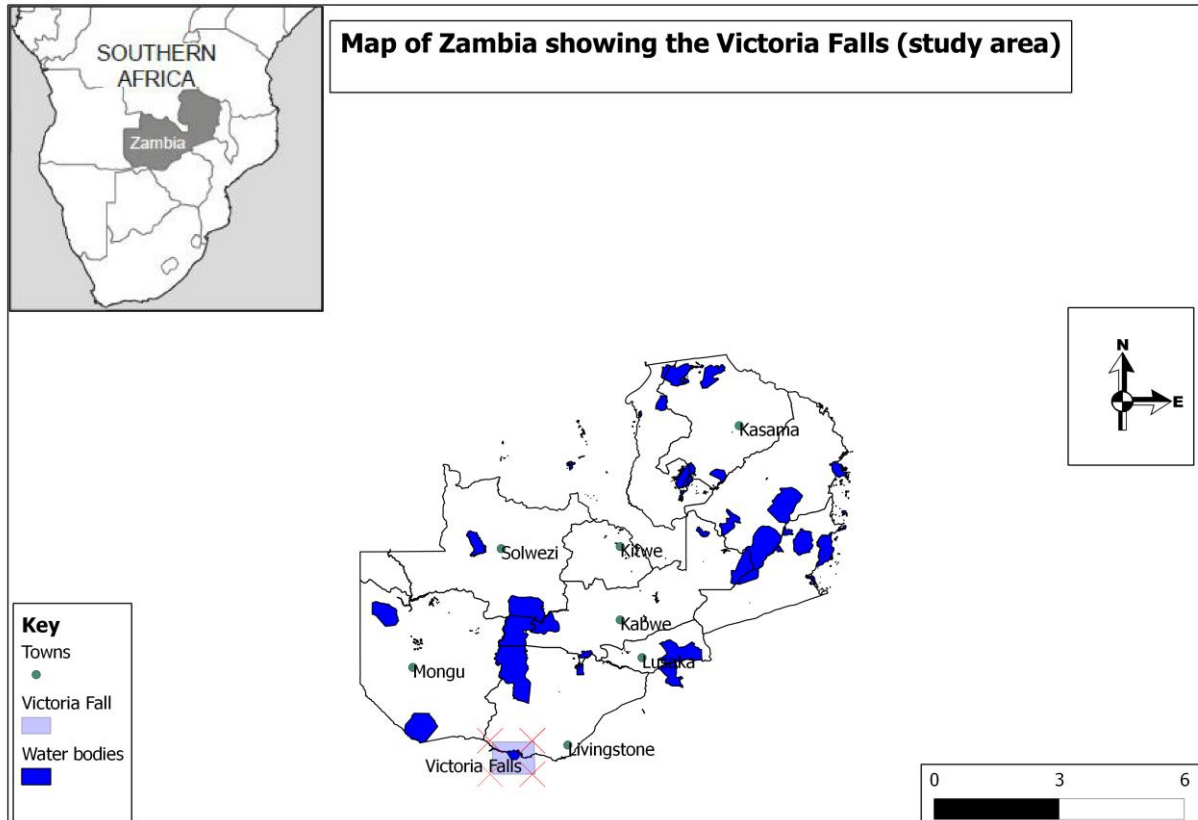 SOUTHERN
AFRICA
Zambia
Map of Zambia showing the Victoria Falls (study area)
N
E
Kasama
Solwezi
Kitwe
Kabwe
Mongu
Lusaka
Livingstone
Victoria Falls
Key
Towns
Victoria Fall
Water bodies
0 3 6